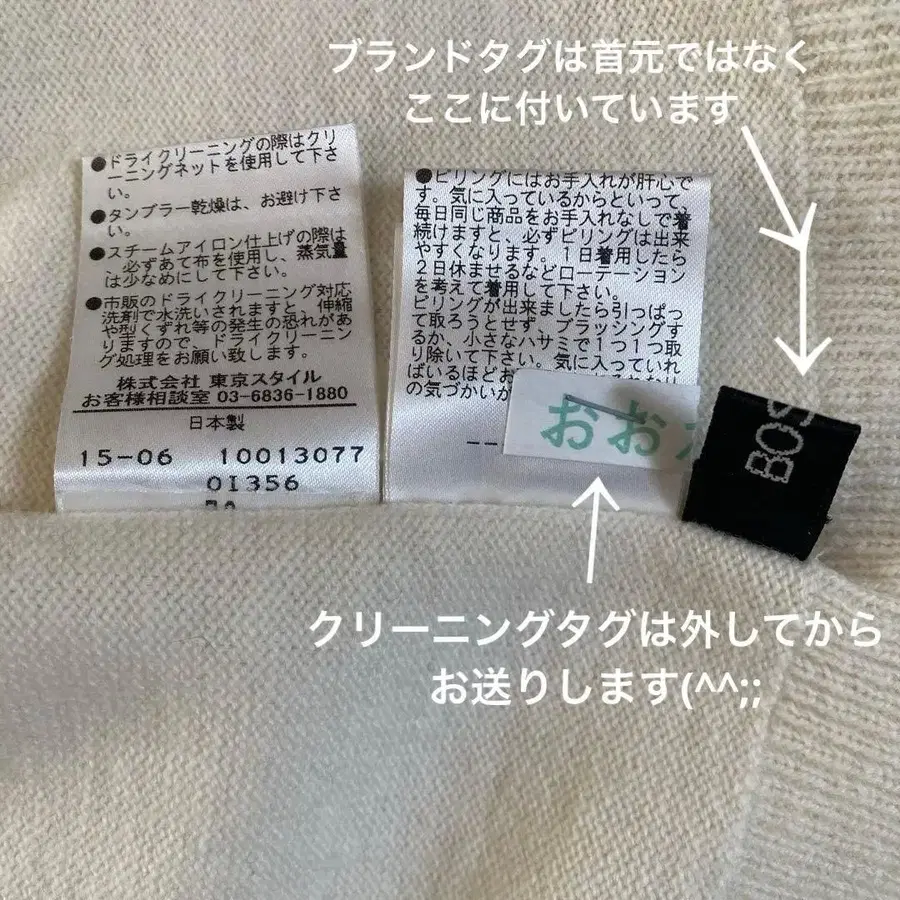 ブランドタグは首元ではなく
ここに付いています
●ドライクリーニングの際はクリ
ーニングネットを使用して下さ
い。
●タンブラー乾燥は、お避け下さ
い。
●スチームアイロン仕上げの際は
、必ずあて布を使用し、蒸気量
は少なめにして下さい。
●市販のドライクリーニング対応
洗剤で水洗いされますと、伸縮
や型くずれ等の発生の恐れがあ
りますので、ドライクリーニン
グ処理をお願い致します。
株式会社 東京スタイル
お客様相談室 03-6836-1880
日本製
15-06 10013077
01356
●ピリングにはお手入れが肝心で
す。気に入っているからといって、
毎日同じ商品をお手入れなしで着
続けますと、必ずピリングは出来
やすくなります。1日着用したら
2日休ませるなどローテーション
を考えて着用して下さい。
ピリングが出来ましたら引っぱっ
て取ろうとせず、ブラッシングす
るか、小さなハサミで1つ1つ取
り除いて下さい。気に入っていれ
ばいるほどお
の気づかいが
おお
BOS
クリーニングタグは外してから
お送りします(^^;;